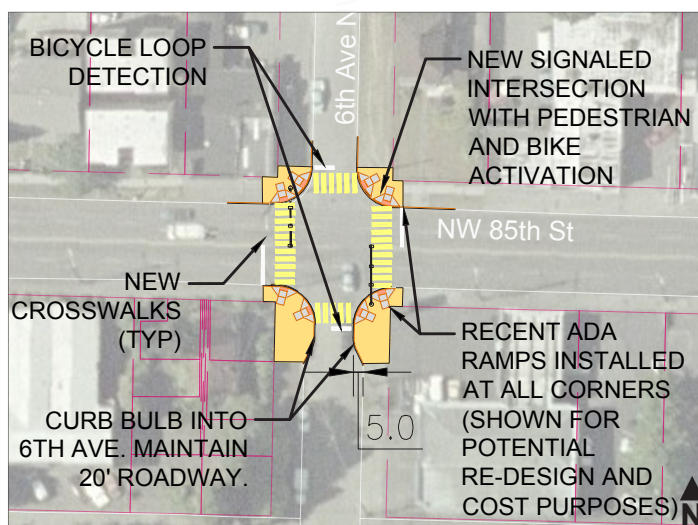 BICYCLE LOOP
DETECTION
6th Ave N
NEW SIGNALED
INTERSECTION
WITH PEDESTRIAN
AND BIKE
ACTIVATION
NW 85th St
NEW
CROSSWALKS
(TYP)
RECENT ADA
RAMPS INSTALLED
AT ALL CORNERS
(SHOWN FOR
POTENTIAL
RE-DESIGN AND
COST PURPOSES)
CURB BULB INTO
6TH AVE. MAINTAIN
20' ROADWAY.
5.0
N